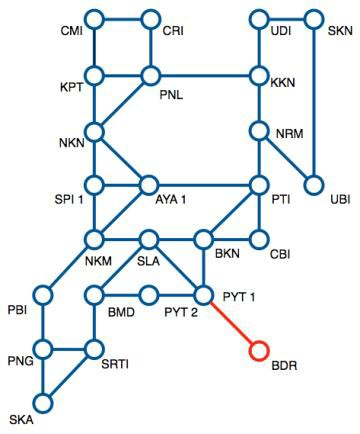 CMI
CRI
UDI
SKN
KPT
PNL
KKN
NKN
NRM
SPI 1
AYA 1
PTI
UBI
NKM
SLA
BKN
CBI
PBI
BMD
PYT 2
PYT 1
PNG
SRTI
BDR
SKA